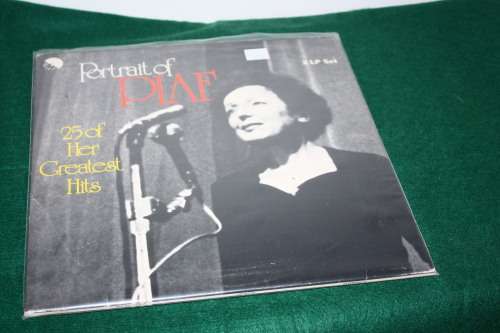 Portrait of
PIAF
2 LP Set
25 of
Her
Greatest
Hits